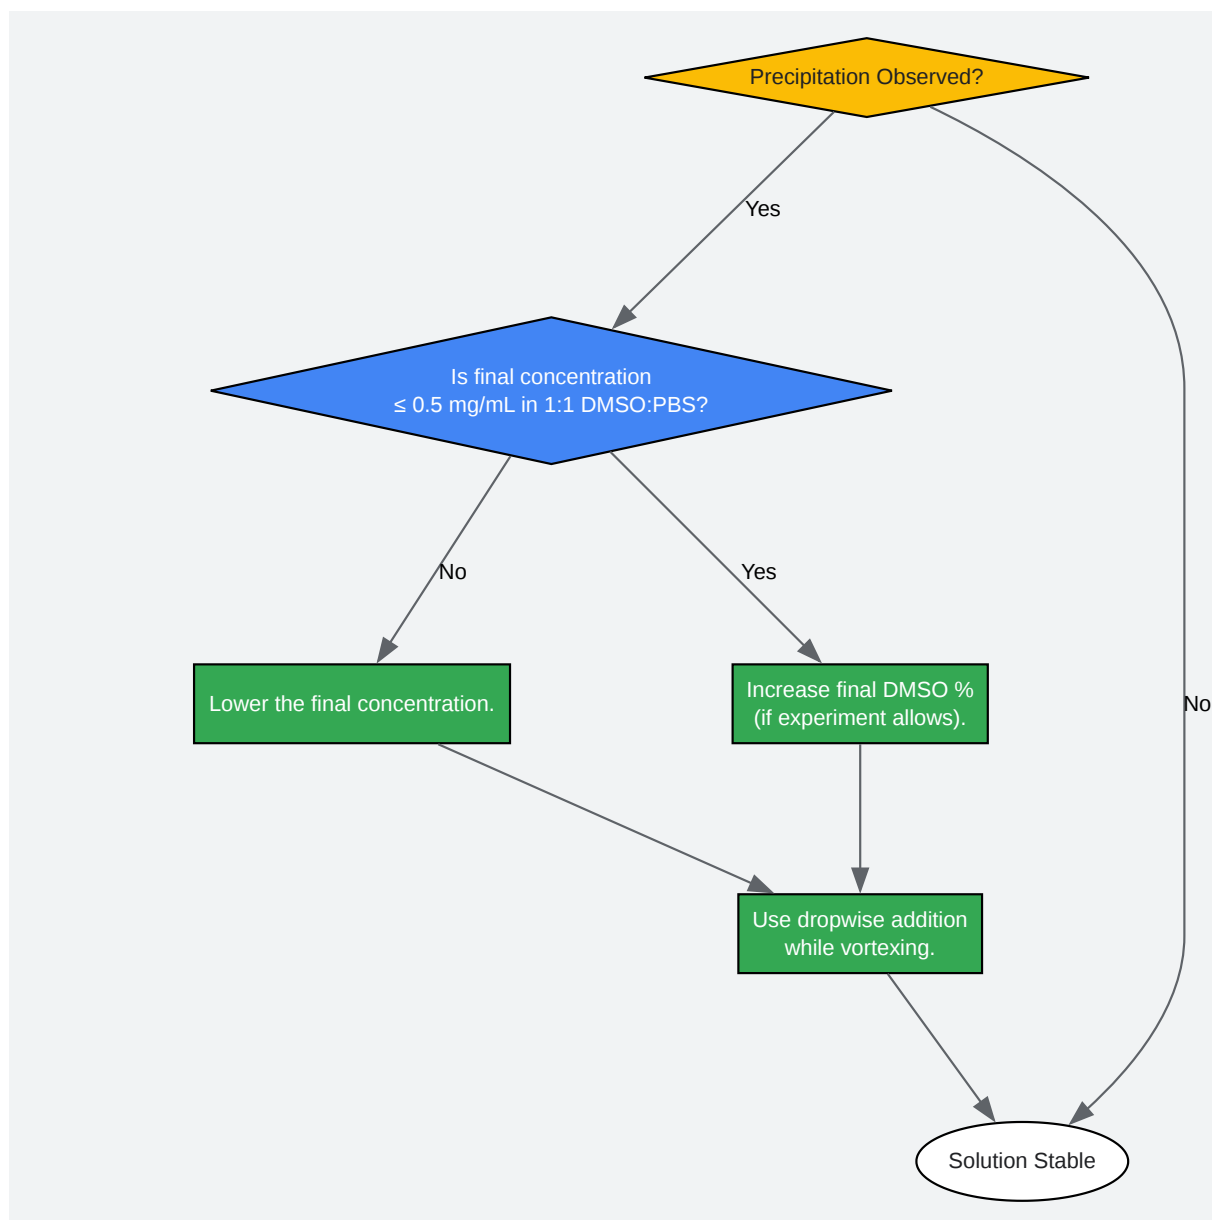 Precipitation Observed?
Yes
Is final concentration
≤ 0.5 mg/mL in 1:1 DMSO:PBS?
No
Yes
Lower the final concentration.
Increase final DMSO %
(if experiment allows).
No
Use dropwise addition
while vortexing.
Solution Stable